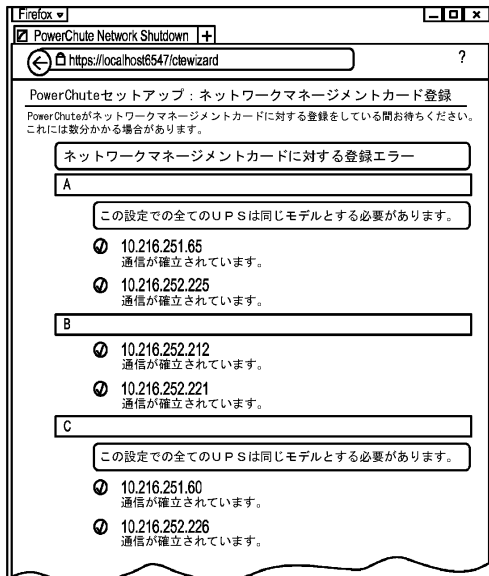 Firefox
PowerChute Network Shutdown +
https://localhost6547/ctewizard ?
PowerChuteセットアップ：ネットワークマネージメントカード登録
PowerChuteがネットワークマネージメントカードに対する登録をしている間お待ちください。
これには数分かかる場合があります。
ネットワークマネージメントカードに対する登録エラー
A
この設定での全てのＵＰＳは同じモデルとする必要があります。
10.216.251.65
通信が確立されています。
10.216.252.225
通信が確立されています。
B
10.216.252.212
通信が確立されています。
10.216.252.221
通信が確立されています。
C
この設定での全てのＵＰＳは同じモデルとする必要があります。
10.216.251.60
通信が確立されています。
10.216.252.226
通信が確立されています。